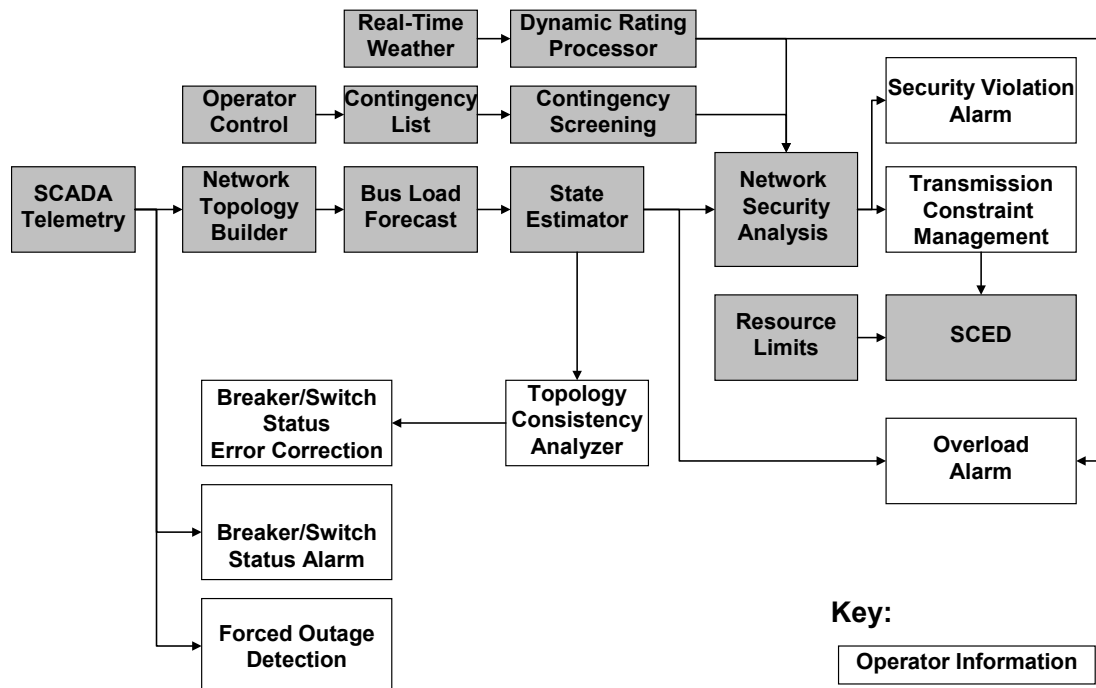 Real-Time
Weather
Dynamic Rating
Processor
Operator
Control
Contingency
List
Contingency
Screening
Security Violation
Alarm
SCADA
Telemetry
Network
Topology
Builder
Bus Load
Forecast
State
Estimator
Network
Security
Analysis
Transmission
Constraint
Management
Resource
Limits
SCED
Breaker/Switch
Status
Error Correction
Topology
Consistency
Analyzer
Overload
Alarm
Breaker/Switch
Status Alarm
Forced Outage
Detection
Key:
Operator Information